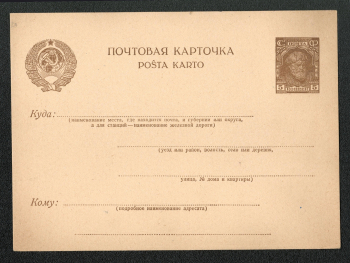 ПОЧТОВАЯ КАРТОЧКА
POŜTA KARTO
Куда:
(наименование места, где находится почта, и губернии или округа,
а для станций—наименование железной дороги)
(уезд или район, волость, село или деревня,
улица, № дома и квартиры)
Кому:
(подробное наименование адресата)